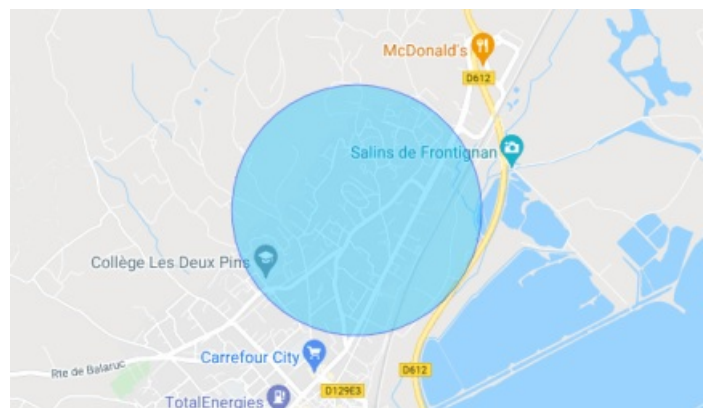 McDonald's
D612
Salins de Frontignan
Collège Les Deux Pins
Carrefour City
Rte de Balaruc
D612
D129E3
TotalEnergies